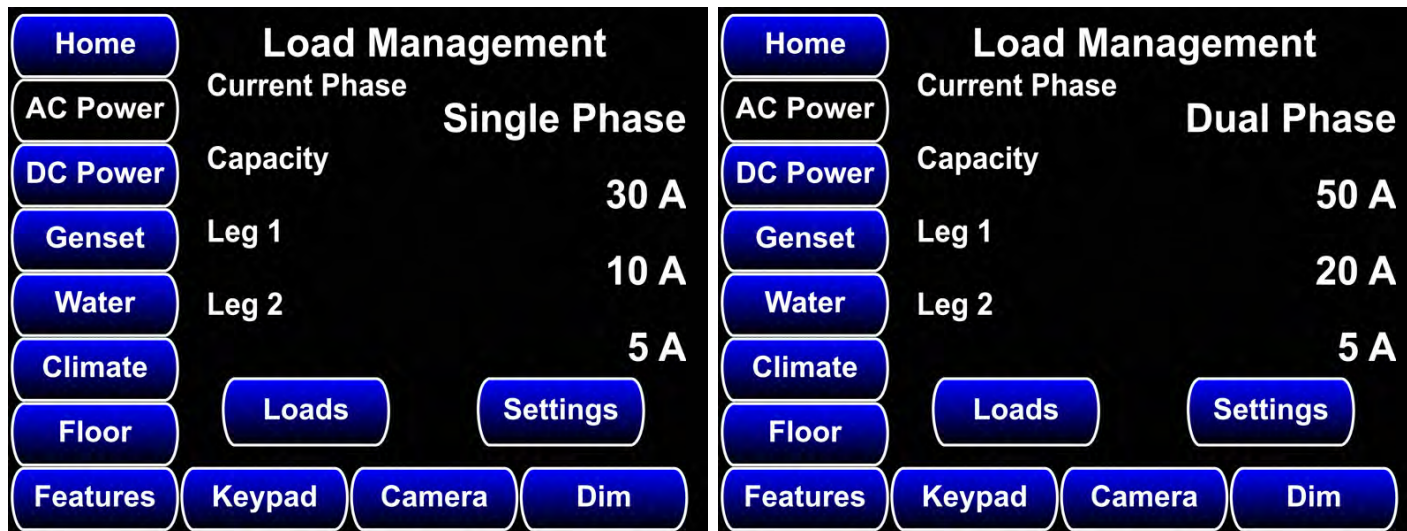 Home
Load Management
Current Phase
AC Power
Single Phase
Capacity
DC Power
30 A
Genset
Leg 1
10 A
Water
Leg 2
5 A
Climate
Loads
Settings
Floor
Features
Keypad
Camera
Dim
Home
Load Management
Current Phase
AC Power
Dual Phase
Capacity
DC Power
50 A
Genset
Leg 1
20 A
Water
Leg 2
5 A
Climate
Loads
Settings
Floor
Features
Keypad
Camera
Dim